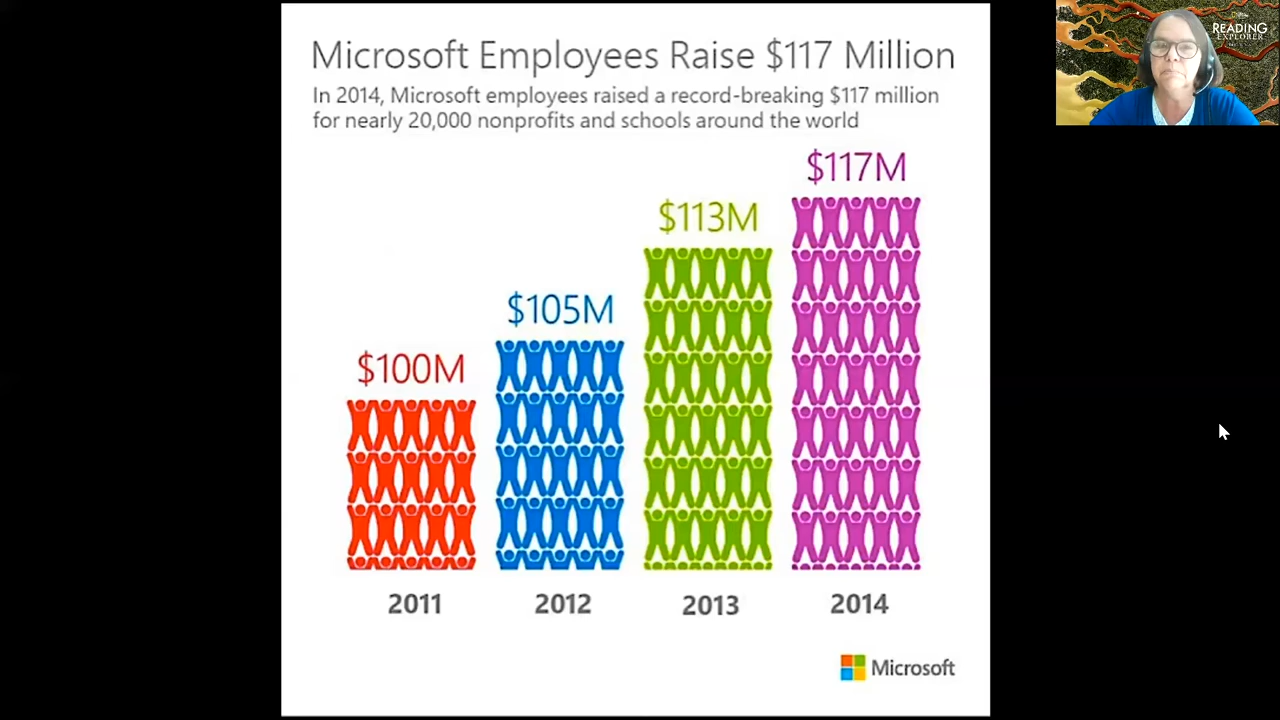 Microsoft Employees Raise $117 Million
In 2014, Microsoft employees raised a record-breaking $117 million
for nearly 20,000 nonprofits and schools around the world
$117M
$113M
$105M
$100M
2011 2012 2013 2014
Microsoft
READING
EXPLORER